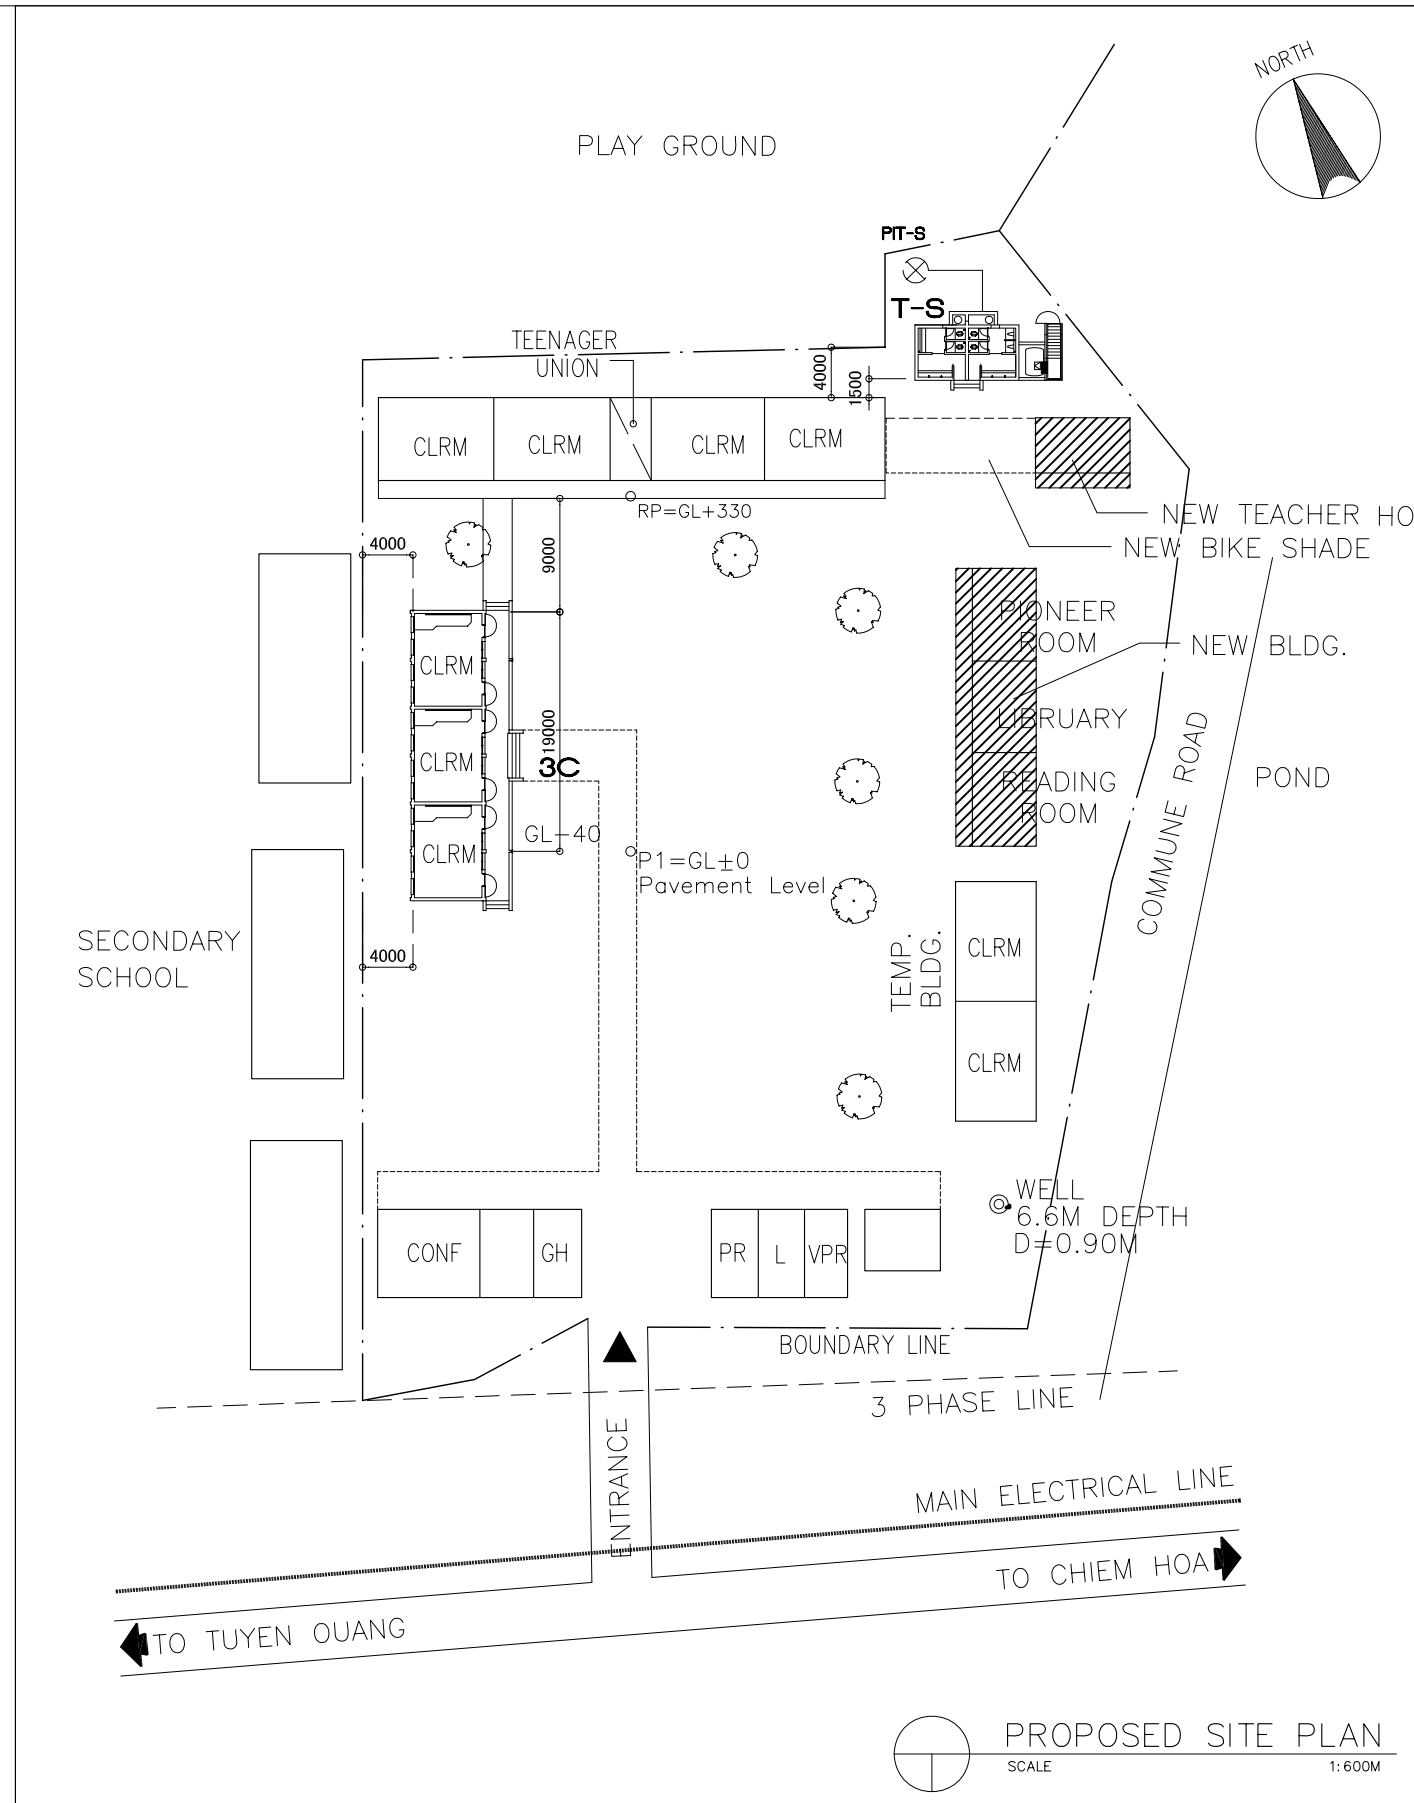 NORTH
PLAY GROUND
PIT-S
T-S
TEENAGER
UNION
4000
1500
CLRM
CLRM
CLRM
CLRM
RP=GL+330
NEW TEACHER HO
NEW BIKE SHADE
4000
9000
PIONEER
ROOM
NEW BLDG.
CLRM
LIBRUARY
19000
CLRM
3C
READING
ROOM
COMMUNE ROAD
POND
GL-40
CLRM
P1=GL±0
Pavement Level
SECONDARY
SCHOOL
4000
TEMP.
BLDG.
CLRM
CLRM
WELL
6.6M DEPTH
D=0.90M
CONF
GH
PR
L
VPR
BOUNDARY LINE
3 PHASE LINE
ENTRANCE
MAIN ELECTRICAL LINE
TO CHIEM HOA
TO TUYEN OUANG
PROPOSED SITE PLAN
SCALE 1:600M